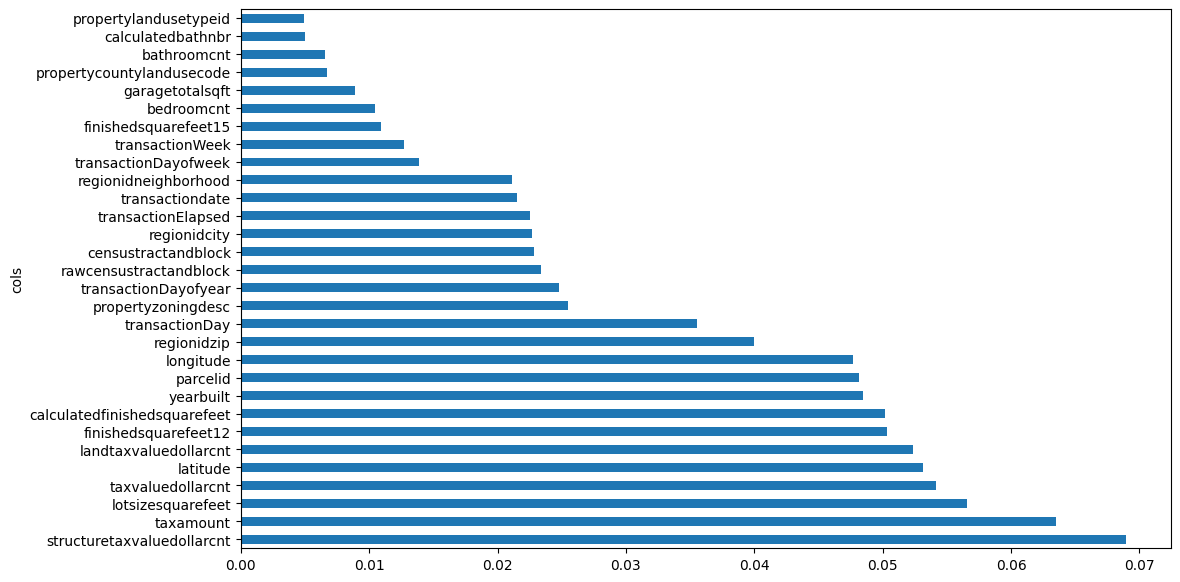 propertylandusetypeid
calculatedbathnbr
bathroomcnt
propertycountylandusecode
garagetotalsqft
bedroomcnt
finishedsquarefeet15
transactionWeek
transactionDayofweek
regionidneighborhood
transactiondate
transactionElapsed
regionidcity
censustractandblock
rawcensustractandblock
transactionDayofyear
propertyzoningdesc
transactionDay
regionidzip
longitude
parcelid
yearbuilt
calculatedfinishedsquarefeet
finishedsquarefeet12
landtaxvaluedollarcnt
latitude
taxvaluedollarcnt
lotsizesquarefeet
taxamount
structuretaxvaluedollarcnt
cols
0.00 0.01 0.02 0.03 0.04 0.05 0.06 0.07